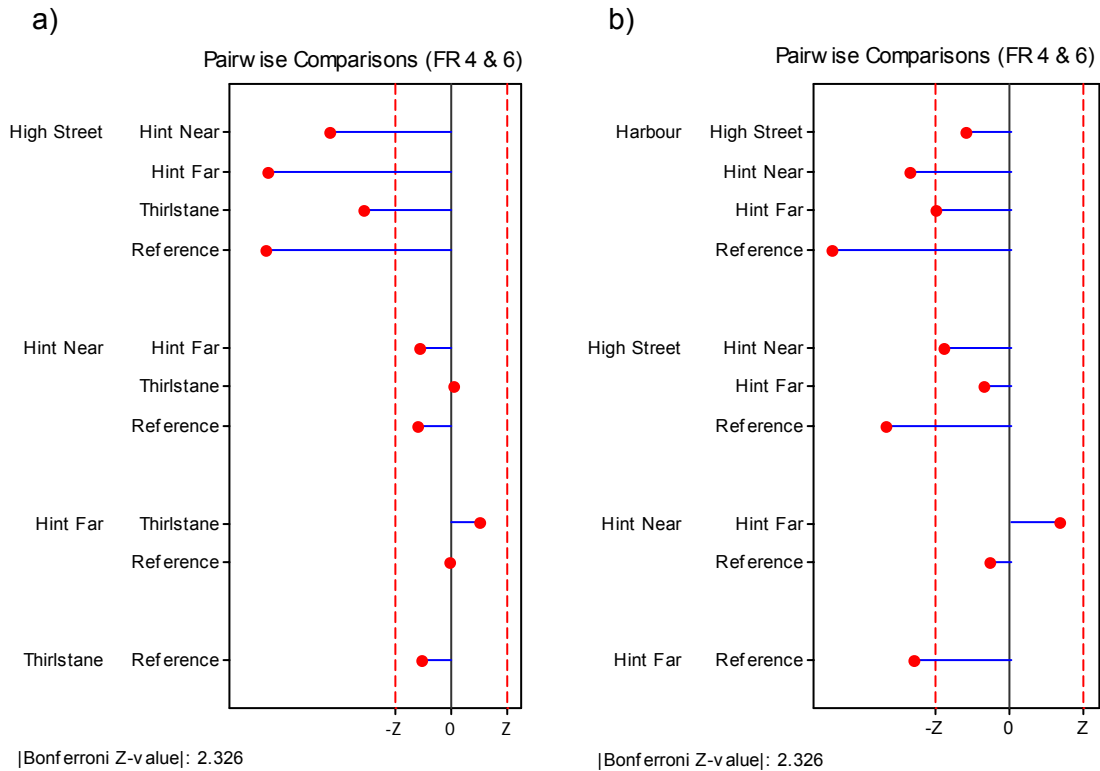 a)
Pairwise Comparisons (FR 4 & 6)
High Street Hint Near
Hint Far
Thirlstane
Reference
Hint Near Hint Far
Thirlstane
Reference
Hint Far Thirlstane
Reference
Thirlstane Reference
-Z 0 Z
|Bonferroni Z-value|: 2.326
b)
Pairwise Comparisons (FR 4 & 6)
Harbour High Street
Hint Near
Hint Far
Reference
High Street Hint Near
Hint Far
Reference
Hint Near Hint Far
Reference
Hint Far Reference
-Z 0 Z
|Bonferroni Z-value|: 2.326